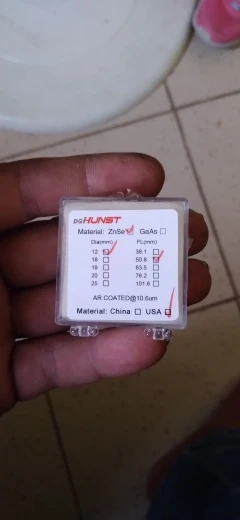 DGHUNST
Material: ZnSe GaAs
Dia(mm) FL(mm)
12 38.1
18 50.8
19 63.5
20 76.2
25 101.6
AR COATED@10.6um
Material: China USA